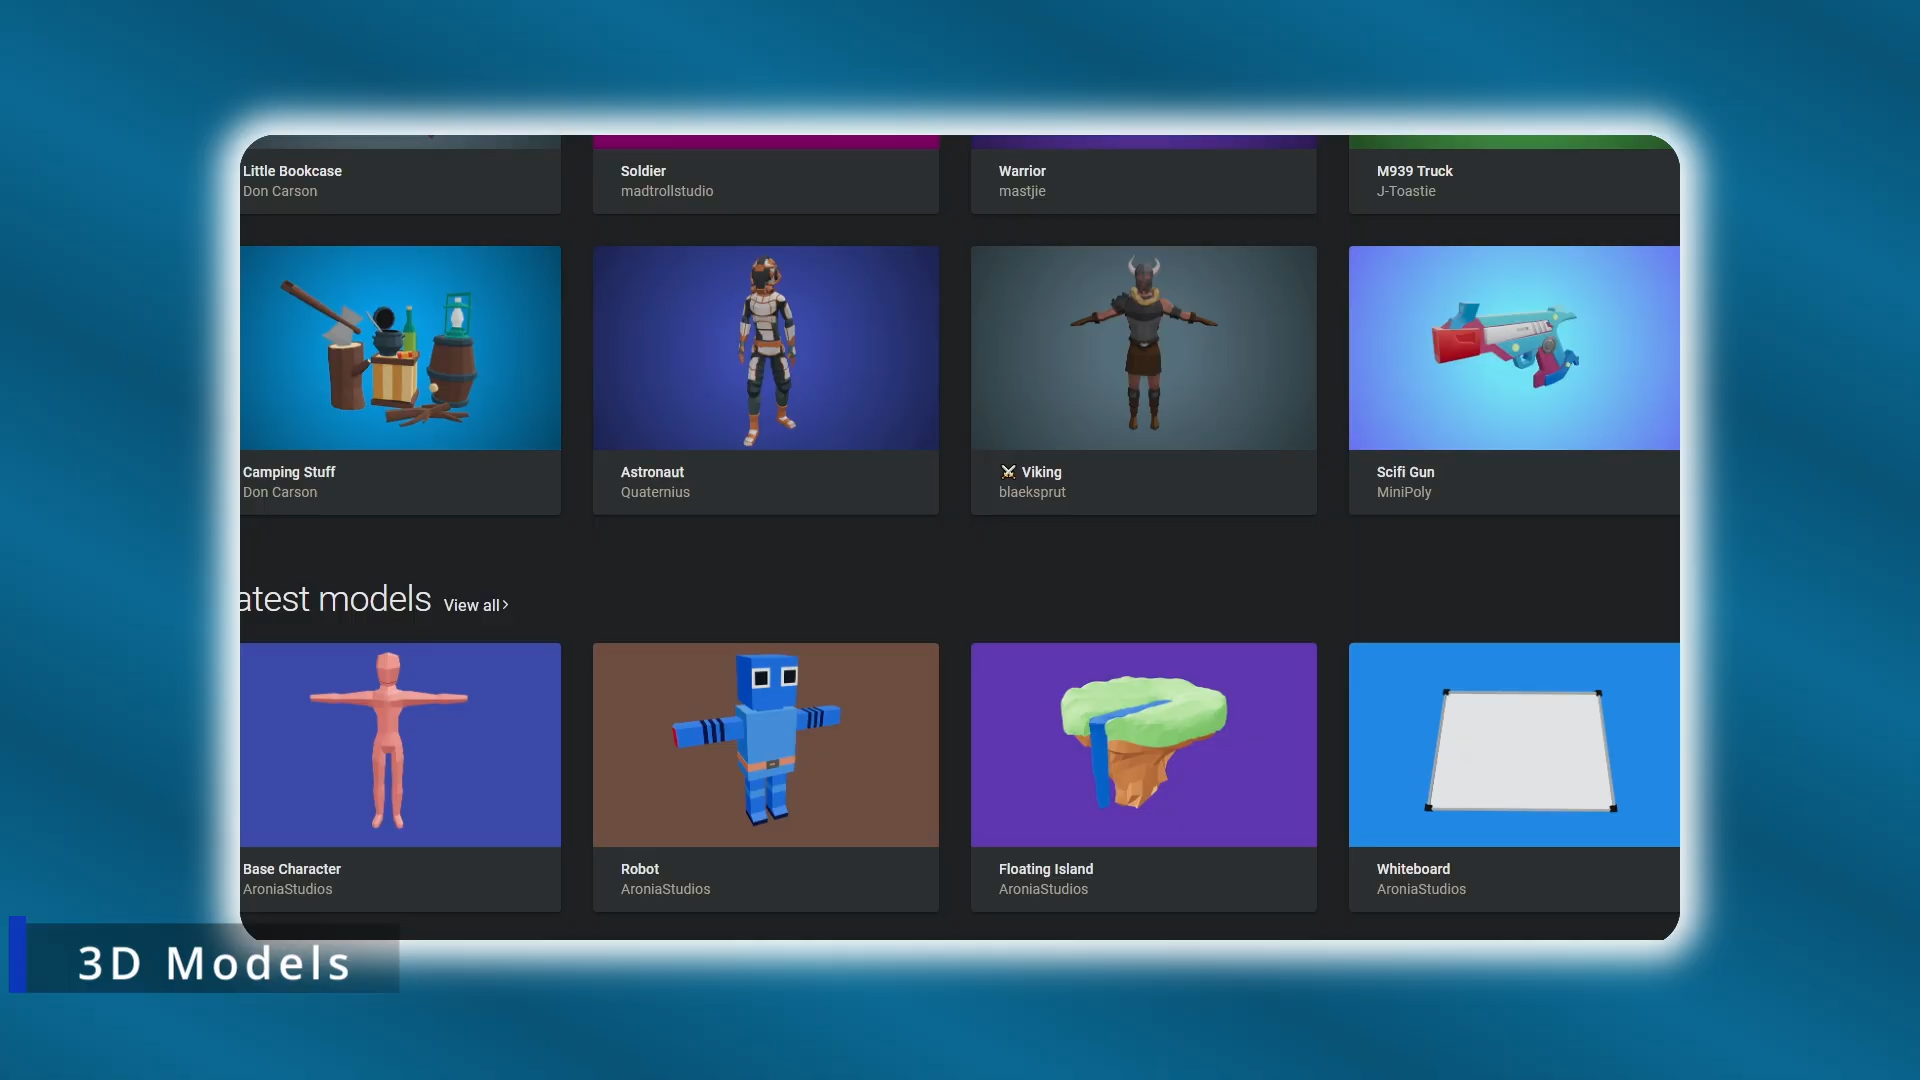 Little Bookcase
Don Carson
Soldier
madtrollstudio
Warrior
mastjie
M939 Truck
J-Toastie
Camping Stuff
Don Carson
Astronaut
Quaternius
Viking
blaeksprut
Scifi Gun
MiniPoly
atest models View all
Base Character
AroniaStudios
Robot
AroniaStudios
Floating Island
AroniaStudios
Whiteboard
AroniaStudios
3D Models